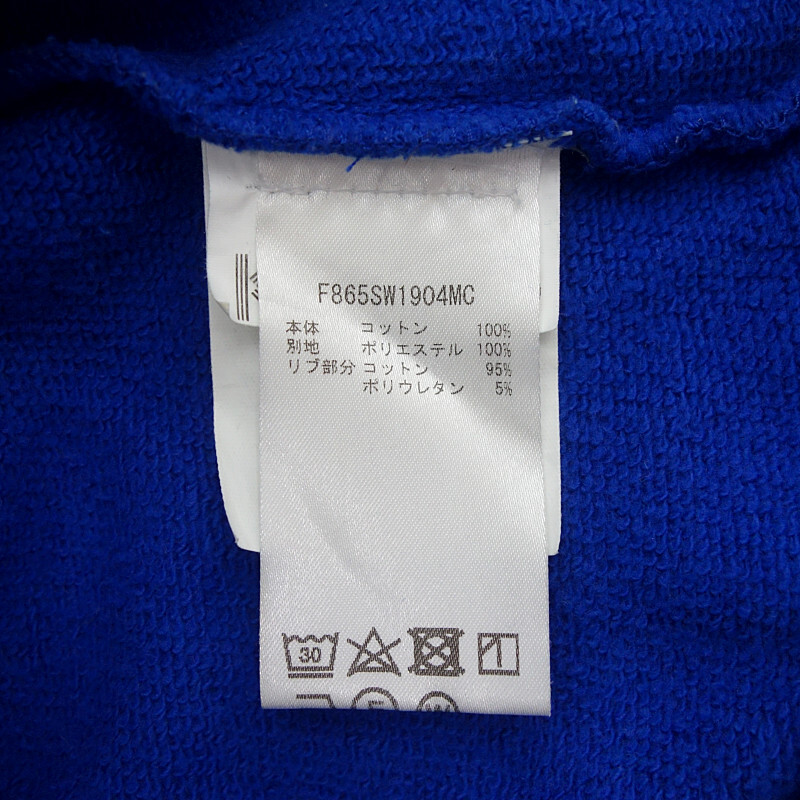 F865SW1904MC
本体 コットン 100%
別地 ポリエステル 100%
リブ部分 コットン 95%
ポリウレタン 5%
30